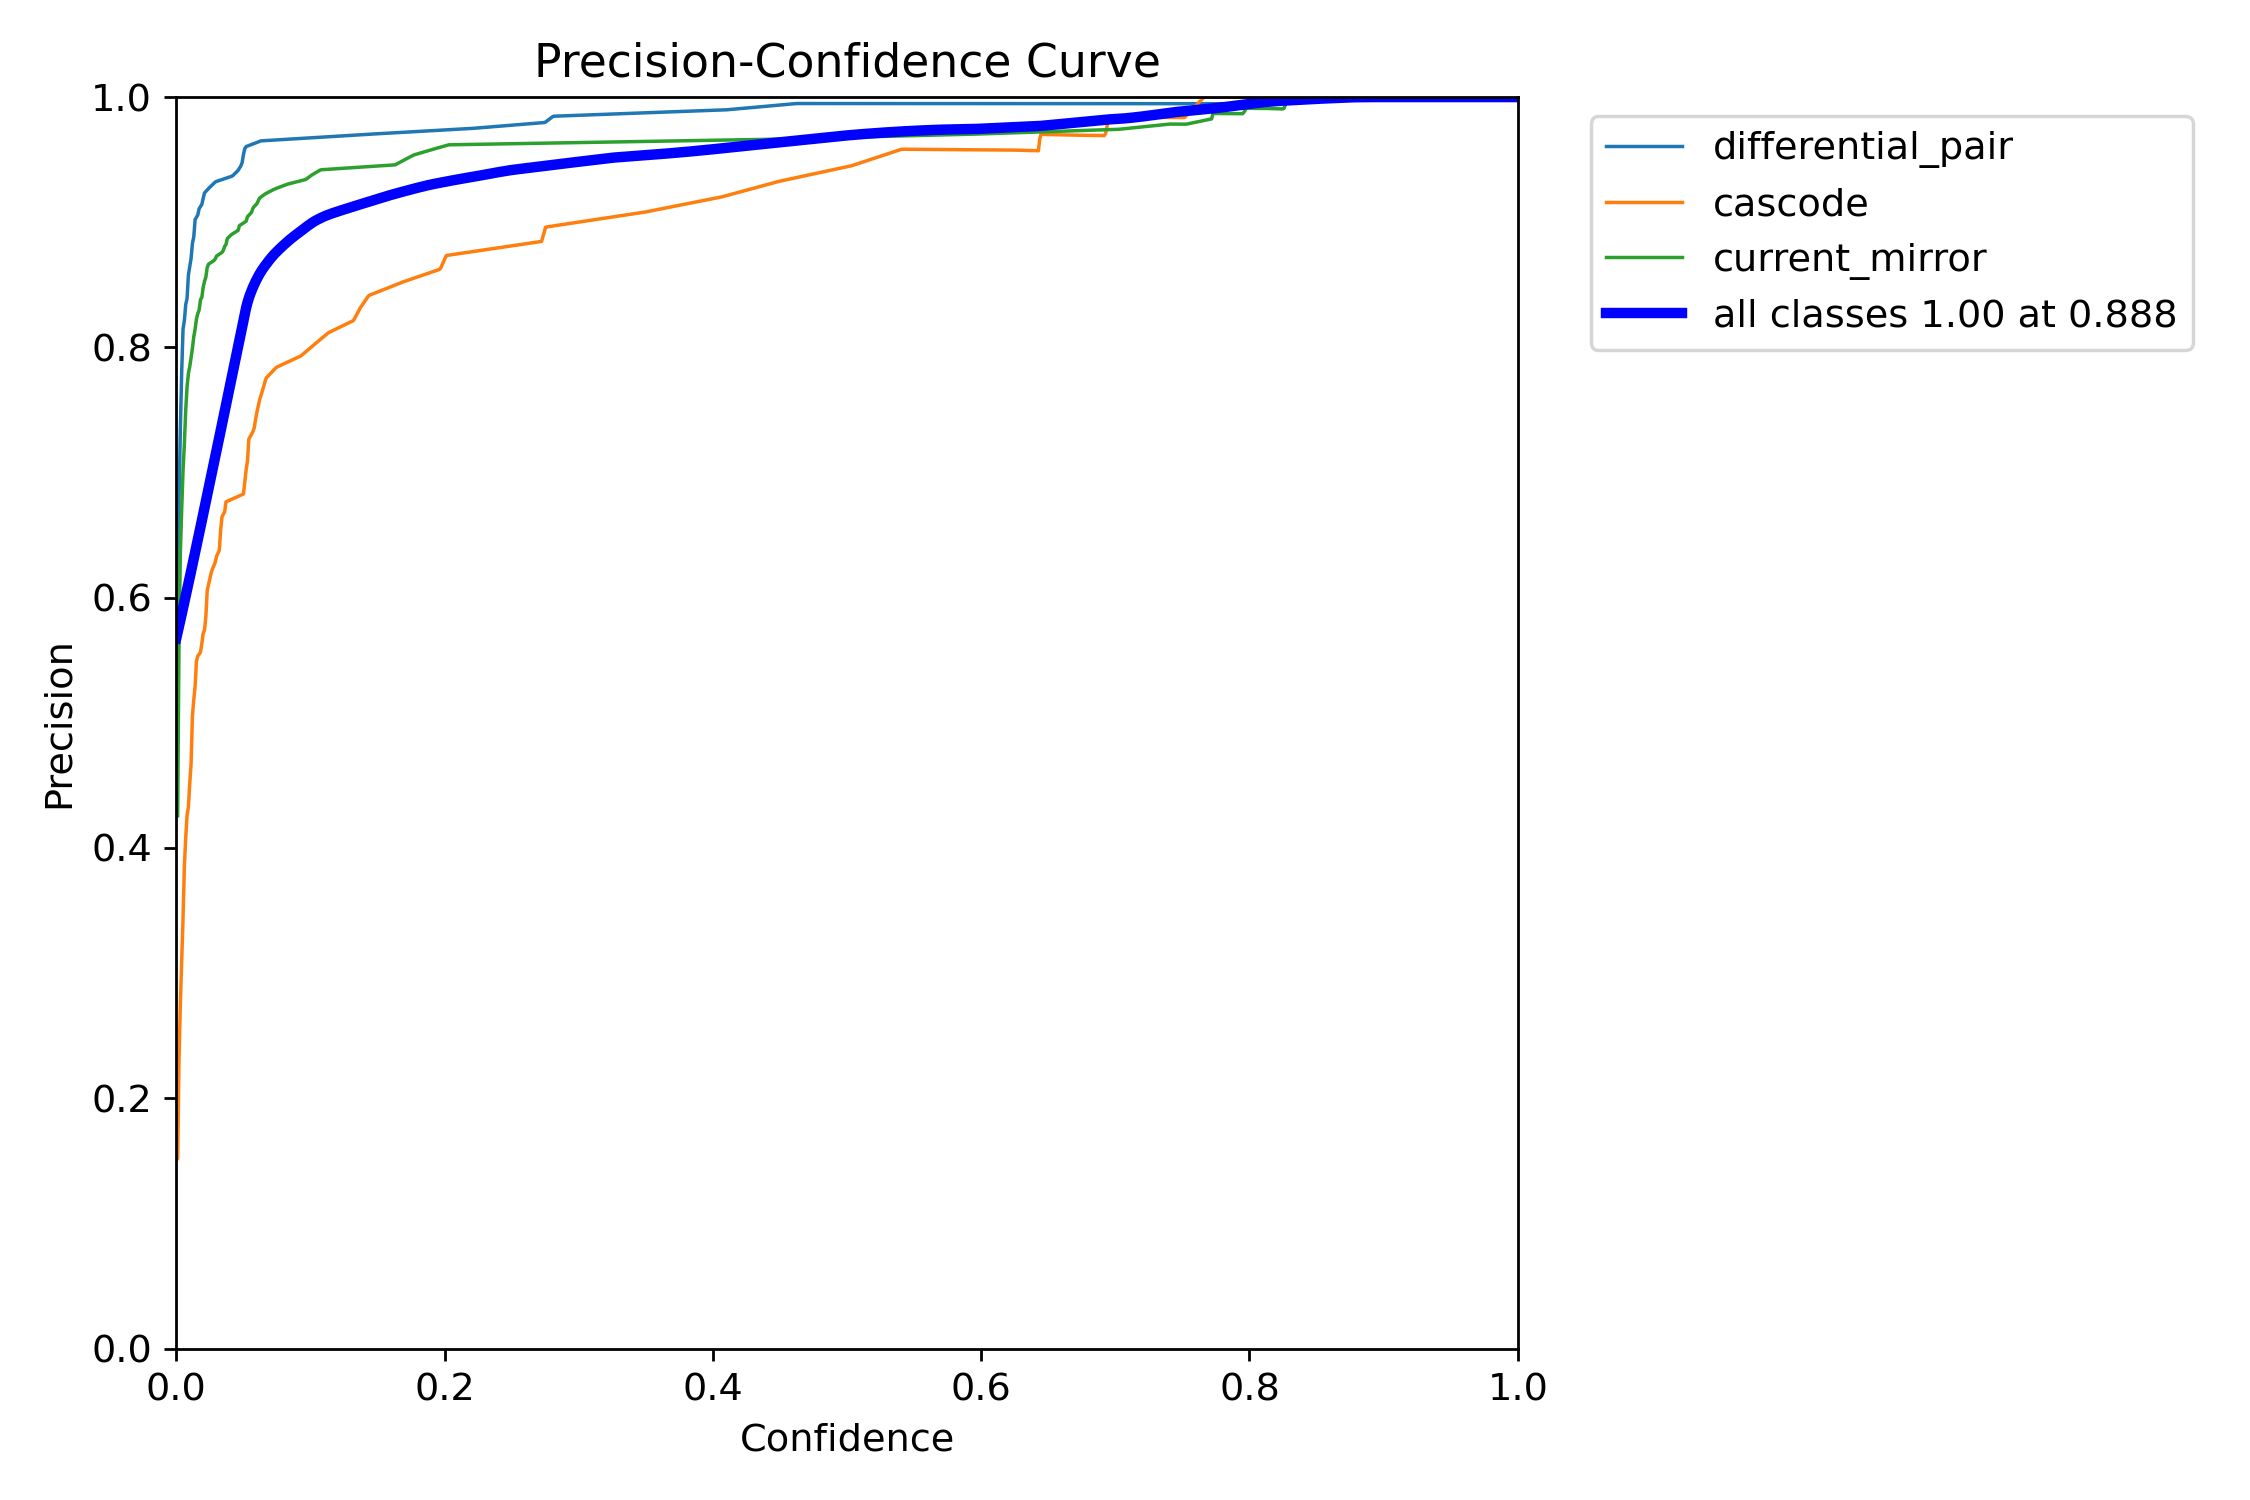 Precision-Confidence Curve
1.0
0.8
0.6
0.4
0.2
0.0
Precision
0.0 0.2 0.4 0.6 0.8 1.0
Confidence
differential_pair
cascode
current_mirror
all classes 1.00 at 0.888